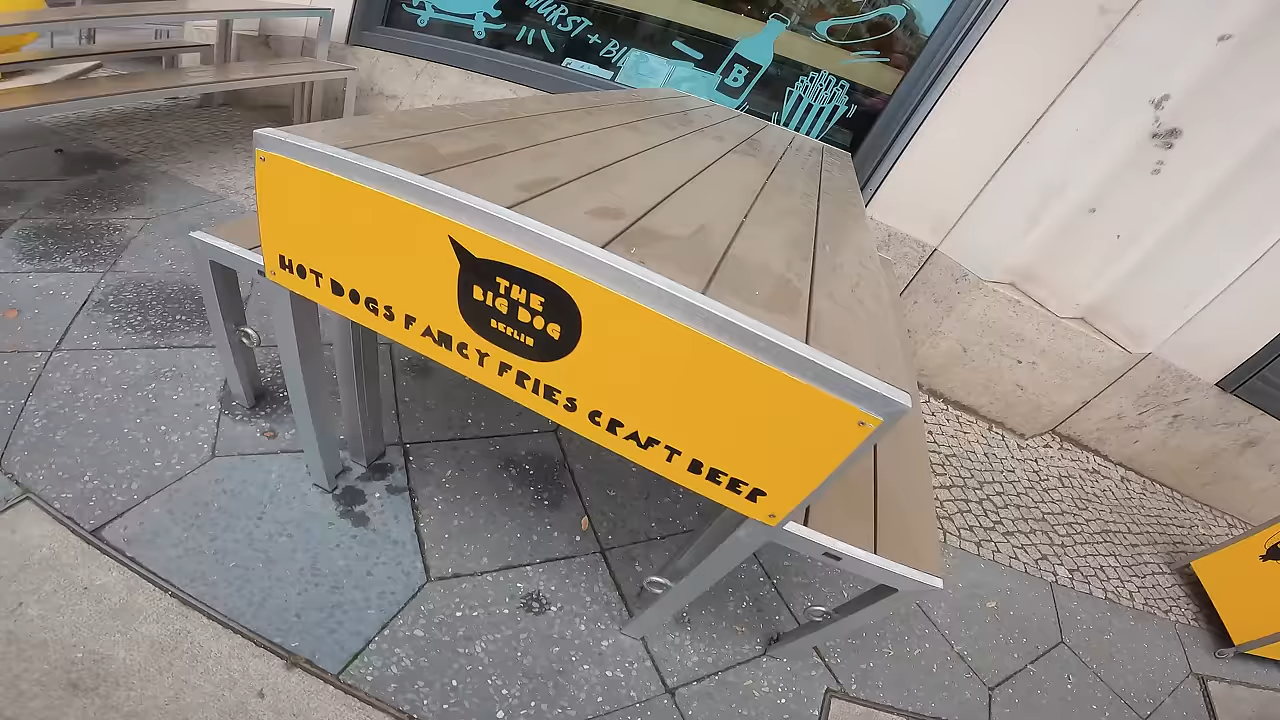 WURST + BI
B
THE
BIG DOG
BERLIN
HOT DOGS FANCY FRIES CRAFT BEER